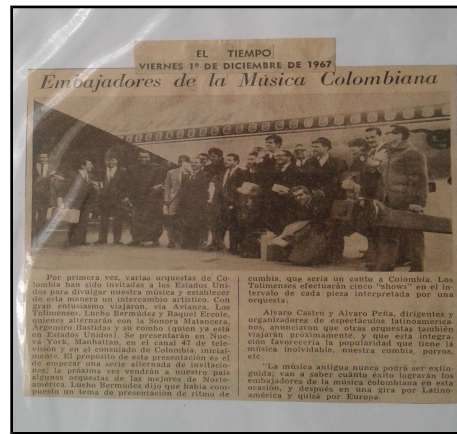 EL TIEMPO
VIERNES 1º DE DICIEMBRE DE 1967
Embajadores de la Música Colombiana
Por primera vez, varias orquestas de Co-
lombia han sido invitadas a los Estados Uni-
dos para divulgar nuestra música y establecer
de esta manera un intercambio artístico. Con
gran entusiasmo viajaron, vía Avianca, Los
Tolimenses, Lucho Bermúdez y Raquel Ercole,
quienes alternarán con la Sonora Matancera,
Argemiro Bastidas y su combo (quien ya está
en Estados Unidos). Se presentarán en Nue-
va York, Manhattan, en el canal 47 de tele-
visión y en el consulado de Colombia, inicial-
mente. El propósito de esta presentación es el
de empezar una serie alternada de invitacio-
nes; la próxima vez vendrán a nuestro país
algunas orquestas de las mejores de Norte-
américa. Lucho Bermúdez dijo que había com-
puesto un tema de presentación de ritmo de
cumbia, que sería un canto a Colombia. Los
Tolimenses efectuarán cinco "shows" en el in-
tervalo de cada pieza interpretada por una
orquesta.
Alvaro Castro y Alvaro Peña, dirigentes y
organizadores de espectáculos latinoamerica-
nos, anunciaron que otras orquestas también
viajarán próximamente, y que esta integra-
ción favorecería la popularidad que tiene la
música inolvidable, nuestra cumbia, porros,
etc.
"La música antigua nunca podrá ser extin-
guida; van a saber cuánto éxito lograrán los
embajadores de la música colombiana en esta
ocasión, y después en una gira por Latino-
américa y quizá por Europa.